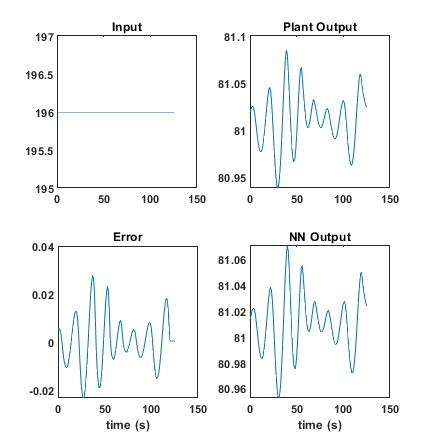 Input
197
196.5
196
195.5
195
0 50 100 150
Plant Output
81.1
81.05
81
80.95
0 50 100 150
Error
0.04
0.02
0
-0.02
0 50 100 150
time (s)
NN Output
81.06
81.04
81.02
81
80.98
80.96
0 50 100 150
time (s)